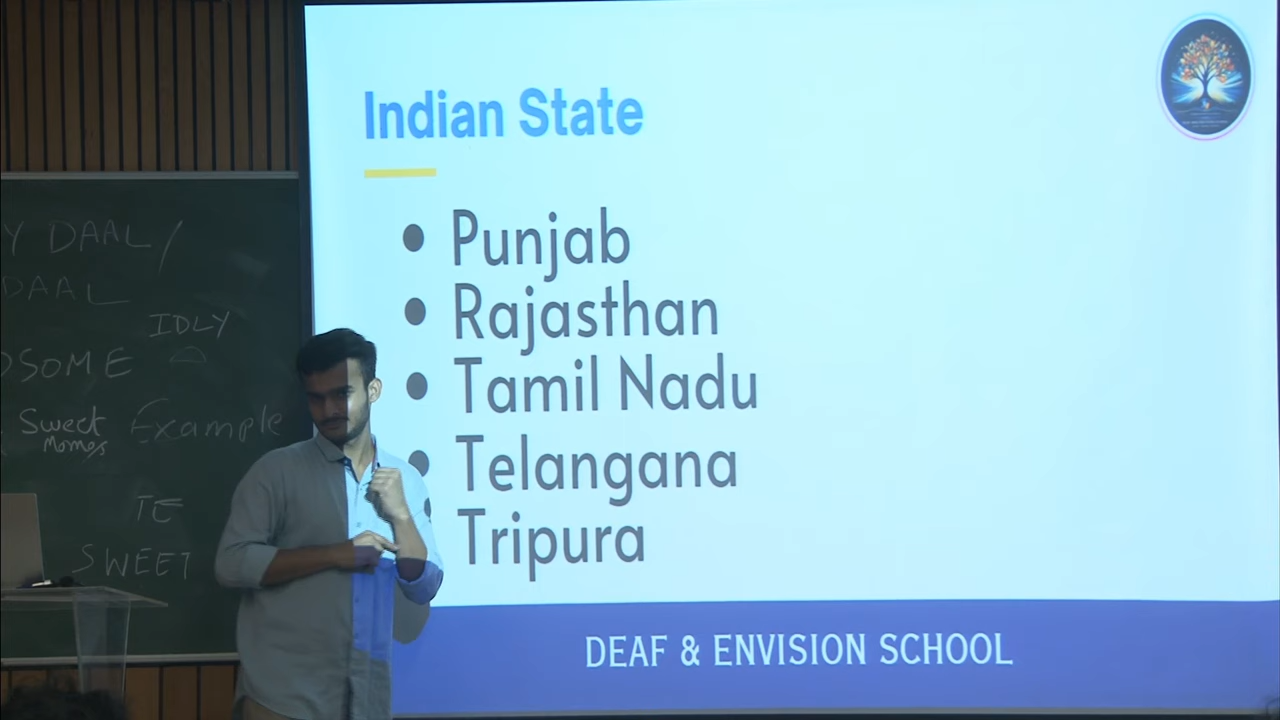 Indian State
Punjab
Rajasthan
Tamil Nadu
Telangana
Tripura
DEAF & ENVISION SCHOOL
Y DAAL/
DAAL
IDLY
OSOME
Sweet Example
Momos
TE
SWEET